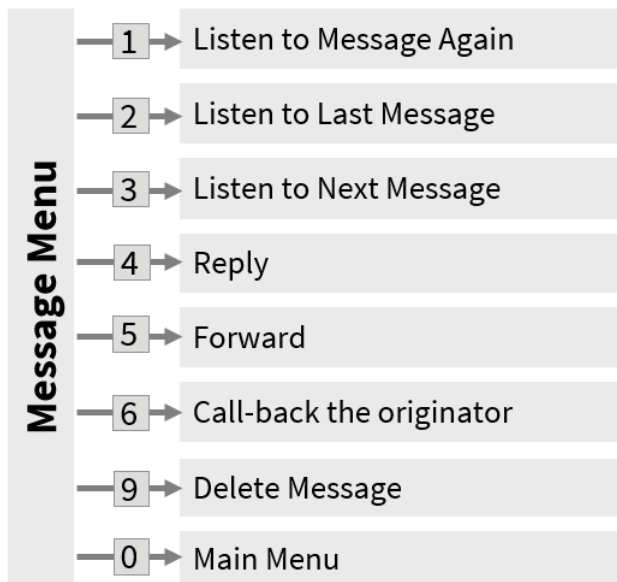 Message Menu
1 Listen to Message Again
2 Listen to Last Message
3 Listen to Next Message
4 Reply
5 Forward
6 Call-back the originator
9 Delete Message
0 Main Menu